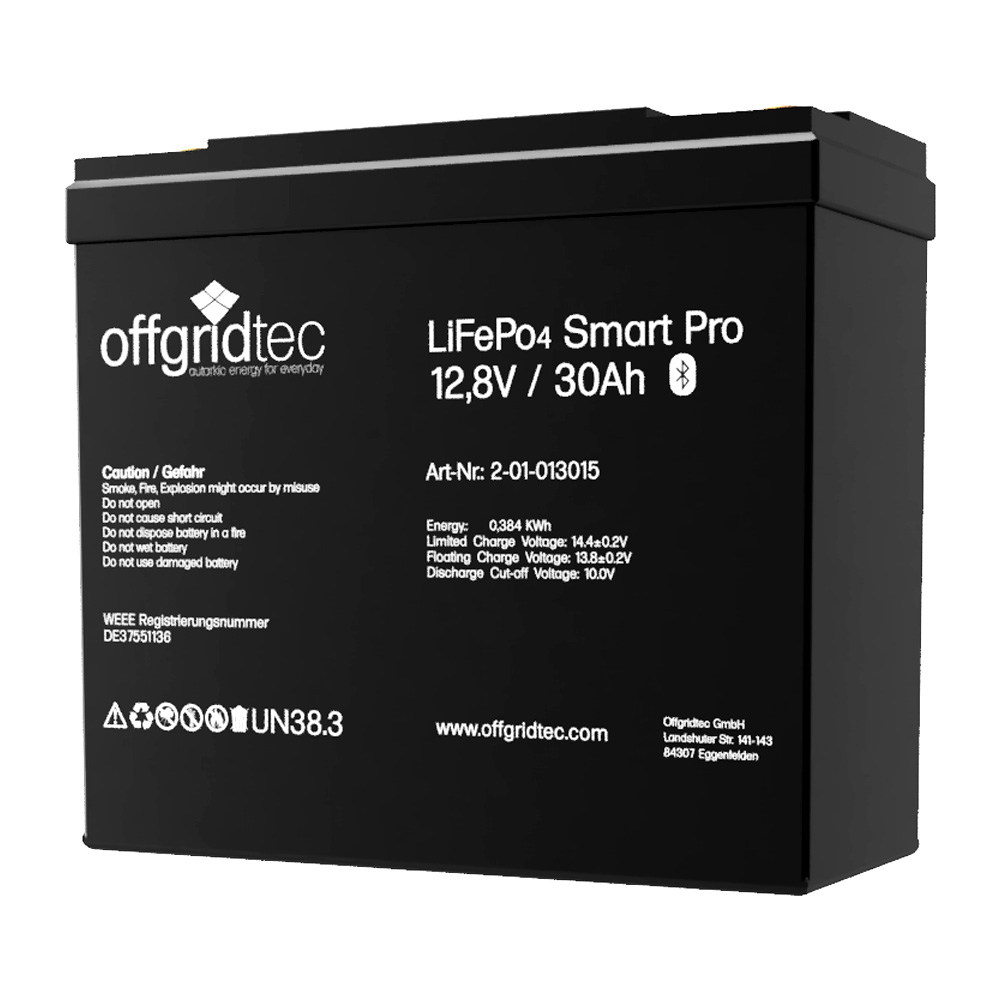 offgridtec
autarkic energy for everyday
LiFePo4 Smart Pro
12,8V / 30Ah
Caution / Gefahr
Smoke, Fire, Explosion might occur by misuse
Do not open
Do not cause short circuit
Do not dispose battery in a fire
Do not wet battery
Do not use damaged battery
Art-Nr.: 2-01-013015
Energy: 0,384 KWh
Limited Charge Voltage: 14.4±0.2V
Floating Charge Voltage: 13.8±0.2V
Discharge Cut-off Voltage: 10.0V
WEEE Registrierungsnummer
DE37551136
UN38.3
www.offgridtec.com
Offgridtec GmbH
Landshuter Str. 141-143
84307 Eggenfelden